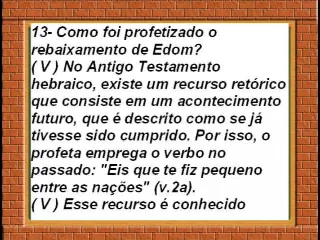 13- Como foi profetizado o
rebaixamento de Edom?
( V ) No Antigo Testamento
hebraico, existe um recurso retórico
que consiste em um acontecimento
futuro, que é descrito como se já
tivesse sido cumprido. Por isso, o
profeta emprega o verbo no
passado: "Eis que te fiz pequeno
entre as nações" (v.2a).
( V ) Esse recurso é conhecido